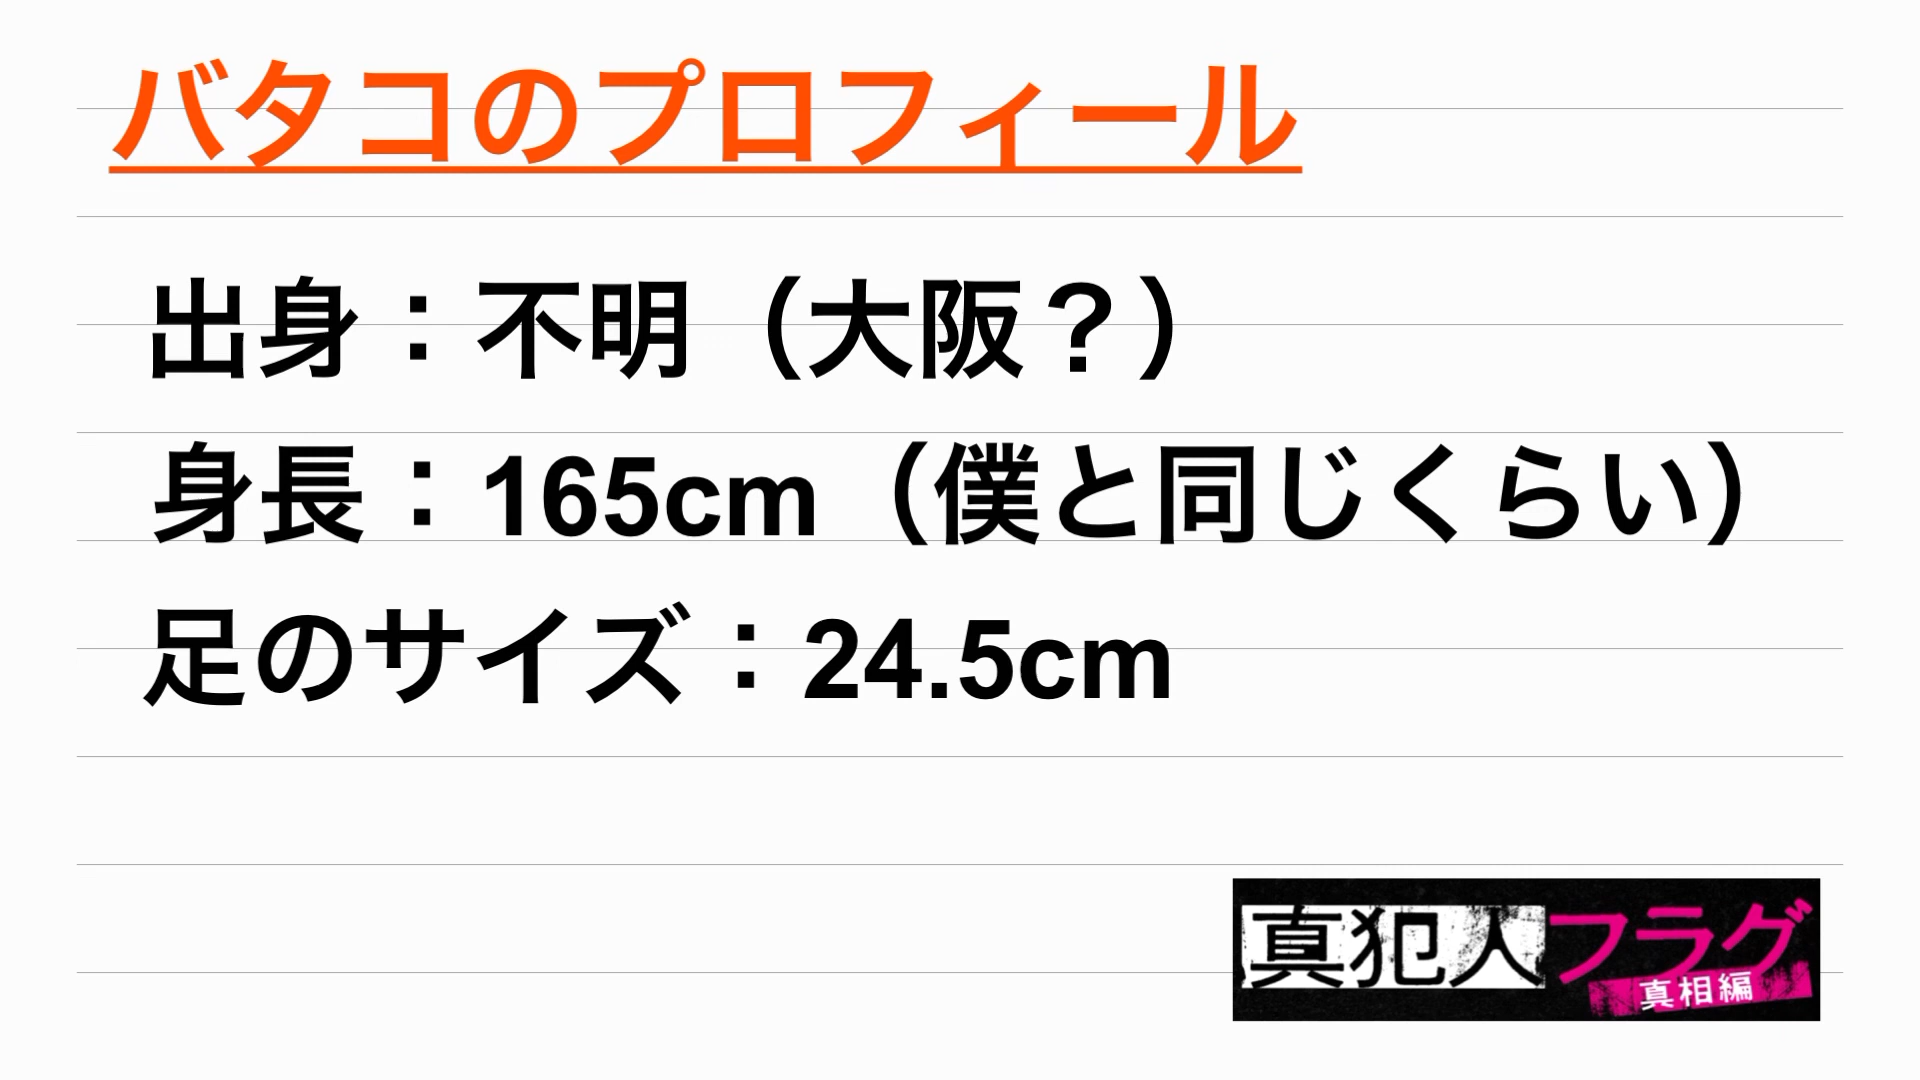 バタコのプロフィール
出身：不明（大阪？）
身長：165cm（僕と同じくらい）
足のサイズ：24.5cm
真犯人フラグ
真相編